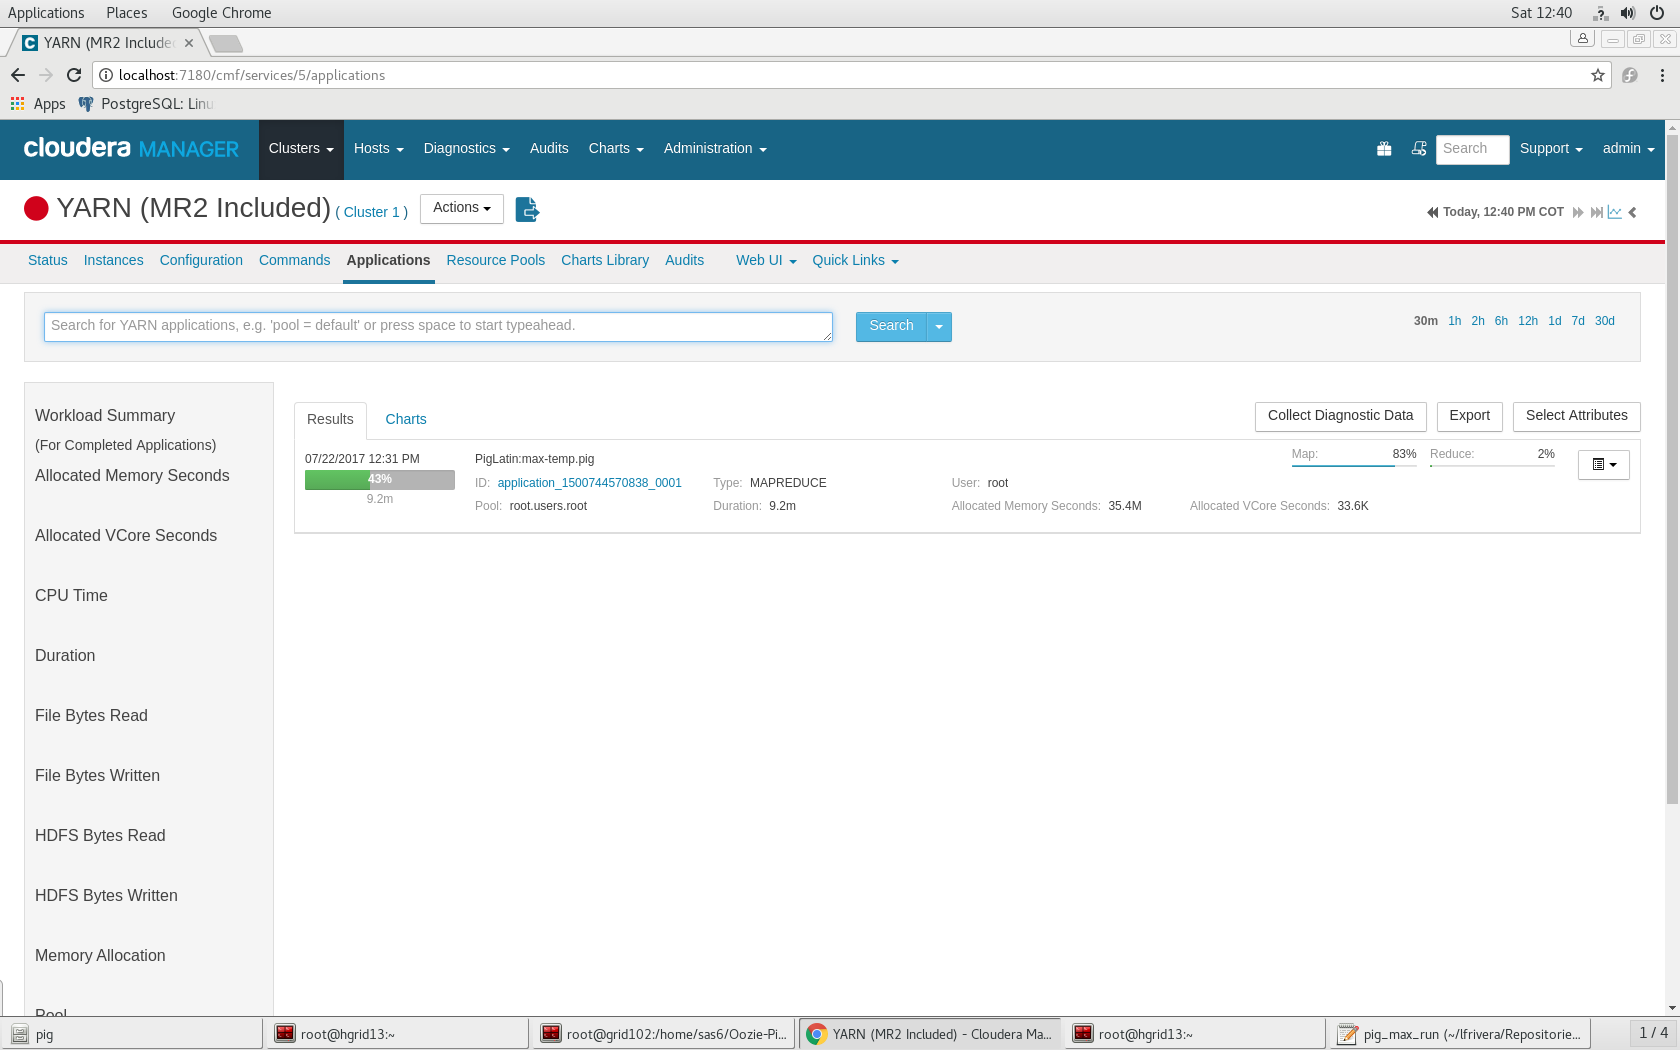 Applications Places Google Chrome Sat 12:40
YARN (MR2 Include
localhost:7180/cmf/services/5/applications
Apps PostgreSQL: Linu
cloudera MANAGER Clusters Hosts Diagnostics Audits Charts Administration Search Support admin
YARN (MR2 Included) ( Cluster 1 ) Actions Today, 12:40 PM COT
Status Instances Configuration Commands Applications Resource Pools Charts Library Audits Web UI Quick Links
Search for YARN applications, e.g. 'pool = default' or press space to start typeahead. Search 30m 1h 2h 6h 12h 1d 7d 30d
Workload Summary
(For Completed Applications)
Allocated Memory Seconds
Allocated VCore Seconds
CPU Time
Duration
File Bytes Read
File Bytes Written
HDFS Bytes Read
HDFS Bytes Written
Memory Allocation
Pool
Results Charts Collect Diagnostic Data Export Select Attributes
07/22/2017 12:31 PM PigLatin:max-temp.pig Map: 83% Reduce: 2%
43% ID: application_1500744570838_0001 Type: MAPREDUCE User: root
9.2m Pool: root.users.root Duration: 9.2m Allocated Memory Seconds: 35.4M Allocated VCore Seconds: 33.6K
pig root@hgrid13:~ root@grid102:/home/sas6/Oozie-Pi... YARN (MR2 Included) - Cloudera Ma... root@hgrid13:~ pig_max_run (~/lfrivera/Repositorie... 1 / 4